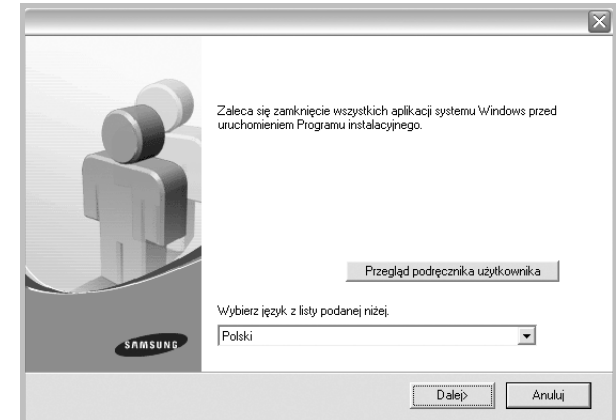 Zaleca się zamknięcie wszystkich aplikacji systemu Windows przed
uruchomieniem Programu instalacyjnego.
Przegląd podręcznika użytkownika
Wybierz język z listy podanej niżej.
Polski
SAMSUNG
Dalej>
Anuluj